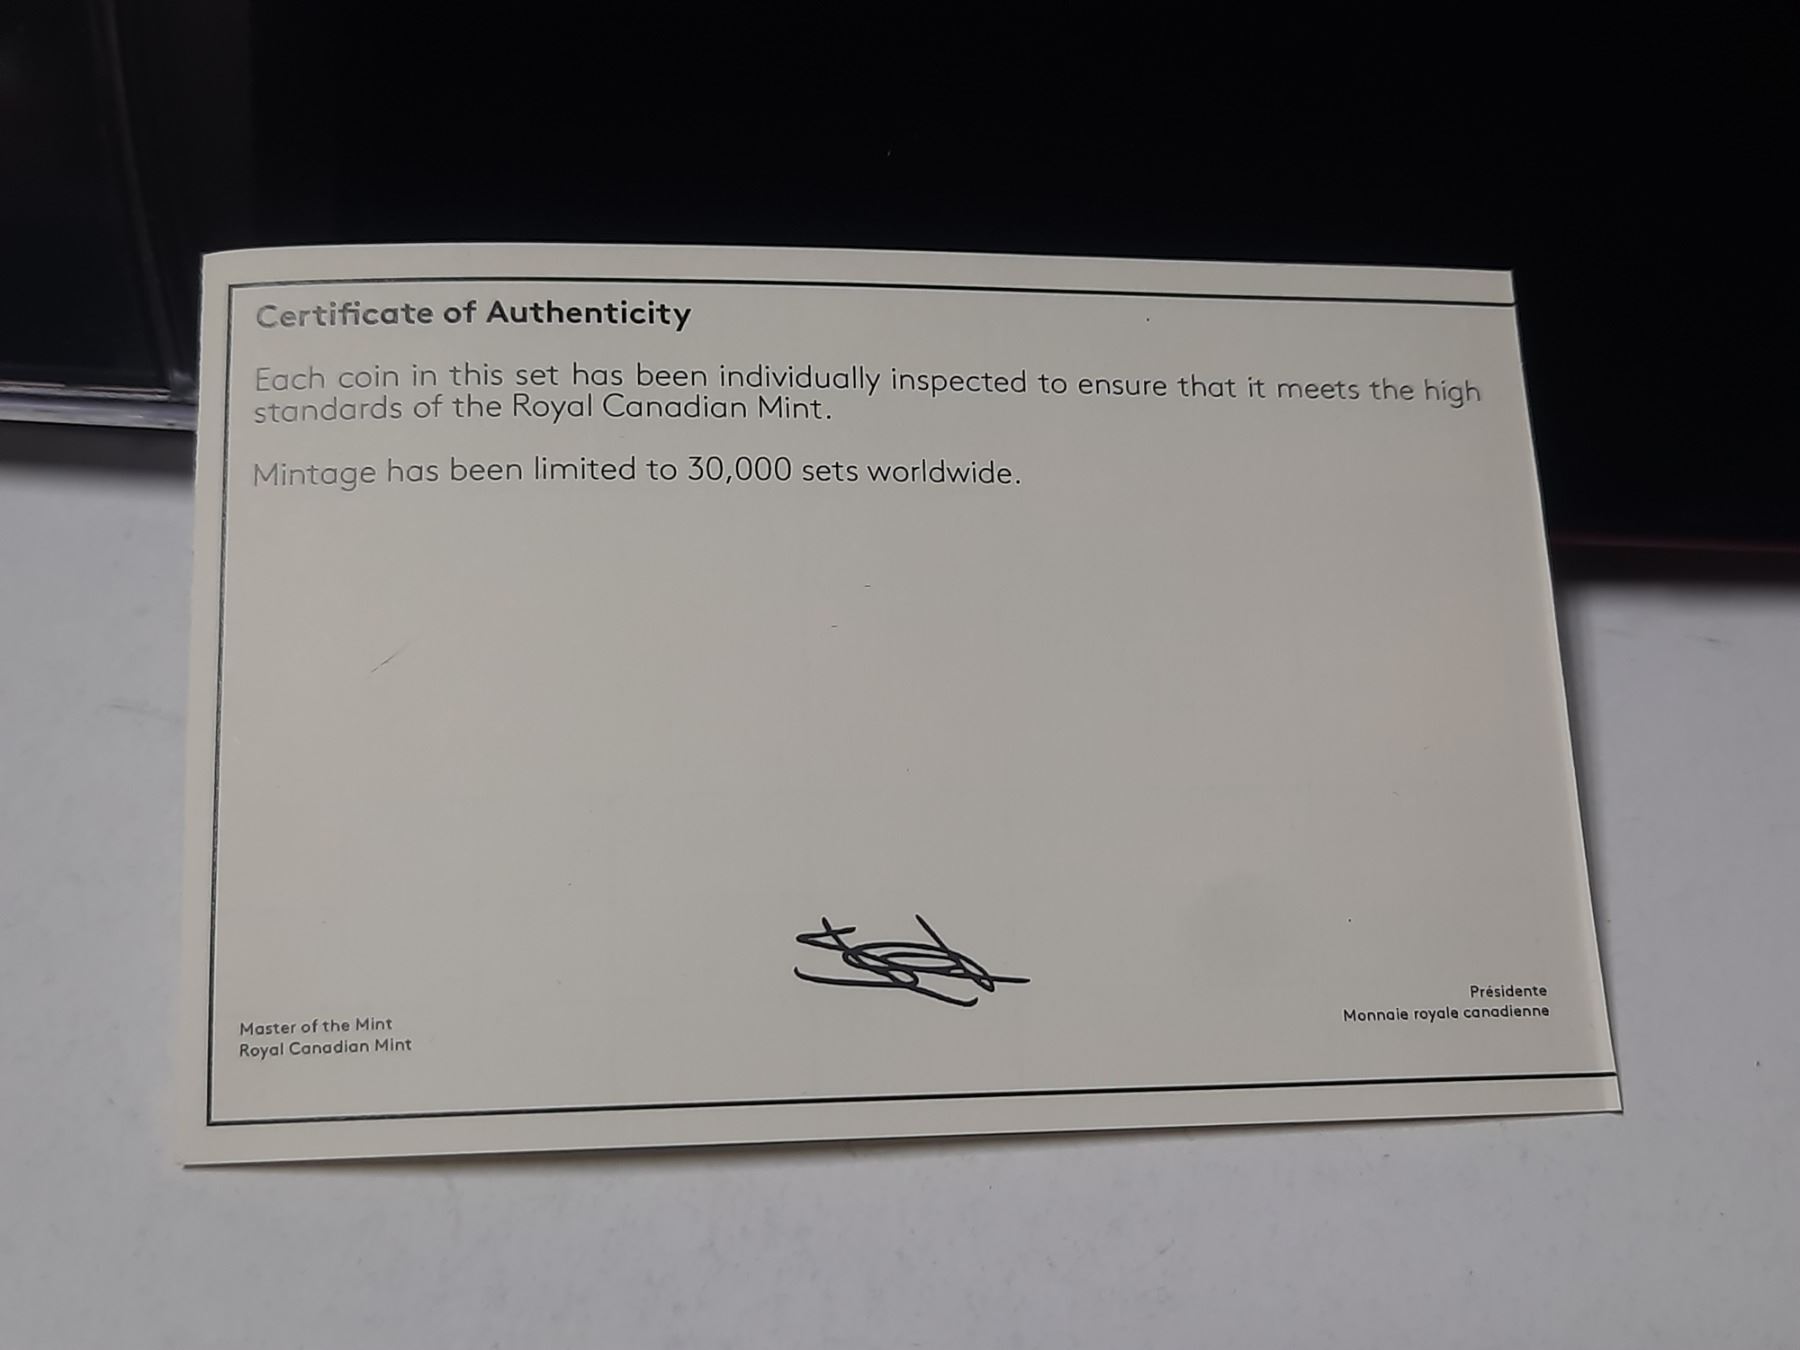 Certificate of Authenticity
Each coin in this set has been individually inspected to ensure that it meets the high
standards of the Royal Canadian Mint.
Mintage has been limited to 30,000 sets worldwide.
Master of the Mint
Royal Canadian Mint
Présidente
Monnaie royale canadienne